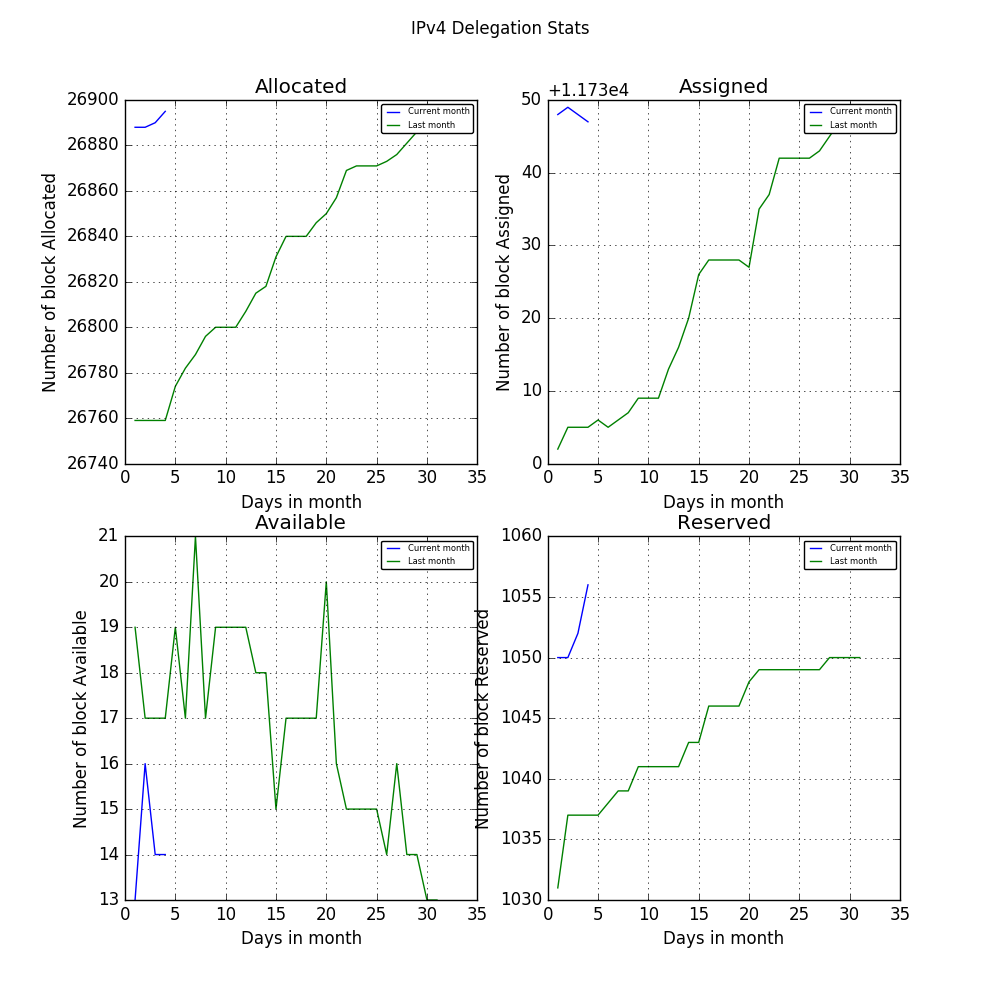 IPv4 Delegation Stats
Allocated
Number of block Allocated
26900
26880
26860
26840
26820
26800
26780
26760
26740
0 5 10 15 20 25 30 35
Days in month
Current month
Last month
Assigned
+1.173e4
Number of block Assigned
50
40
30
20
10
0
0 5 10 15 20 25 30 35
Days in month
Current month
Last month
Available
Number of block Available
21
20
19
18
17
16
15
14
13
0 5 10 15 20 25 30 35
Days in month
Current month
Last month
Reserved
Number of block Reserved
1060
1055
1050
1045
1040
1035
1030
0 5 10 15 20 25 30 35
Days in month
Current month
Last month